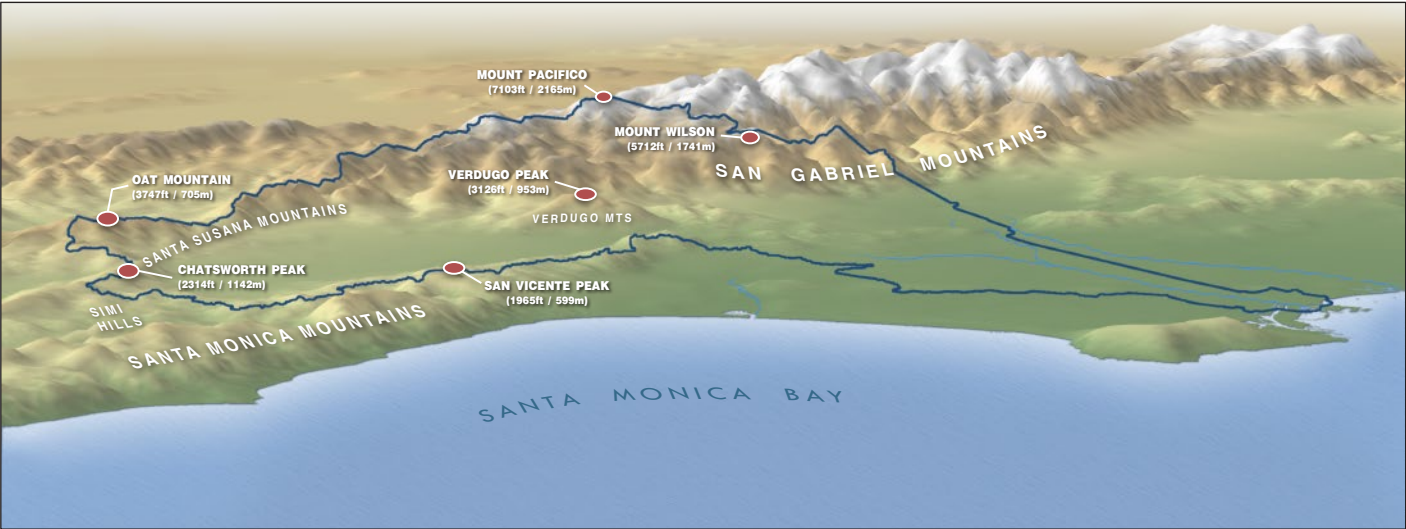 MOUNT PACIFICO
(7103ft / 2165m)
MOUNT WILSON
(5712ft / 1741m)
SAN GABRIEL MOUNTAINS
OAT MOUNTAIN
(3747ft / 705m)
VERDUGO PEAK
(3126ft / 953m)
VERDUGO MTS
SANTA SUSANA MOUNTAINS
CHATSWORTH PEAK
(2314ft / 1142m)
SAN VICENTE PEAK
(1965ft / 599m)
SIMI
HILLS
SANTA MONICA MOUNTAINS
SANTA MONICA BAY